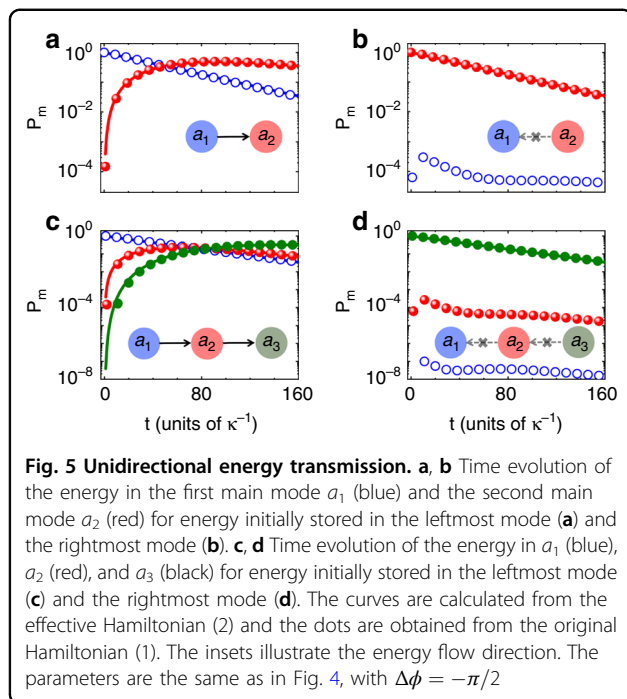 a
b
P_m
10^0
10^-2
10^-4
a_1
a_2
P_m
10^0
10^-2
10^-4
a_1
a_2
c
d
P_m
10^0
10^-4
10^-8
a_1
a_2
a_3
0
80
160
t (units of κ^-1)
P_m
10^0
10^-4
10^-8
a_1
a_2
a_3
0
80
160
t (units of κ^-1)
Fig. 5 Unidirectional energy transmission. a, b Time evolution of
the energy in the first main mode a_1 (blue) and the second main
mode a_2 (red) for energy initially stored in the leftmost mode (a) and
the rightmost mode (b). c, d Time evolution of the energy in a_1 (blue),
a_2 (red), and a_3 (black) for energy initially stored in the leftmost mode
(c) and the rightmost mode (d). The curves are calculated from the
effective Hamiltonian (2) and the dots are obtained from the original
Hamiltonian (1). The insets illustrate the energy flow direction. The
parameters are the same as in Fig. 4, with Δϕ = −π/2